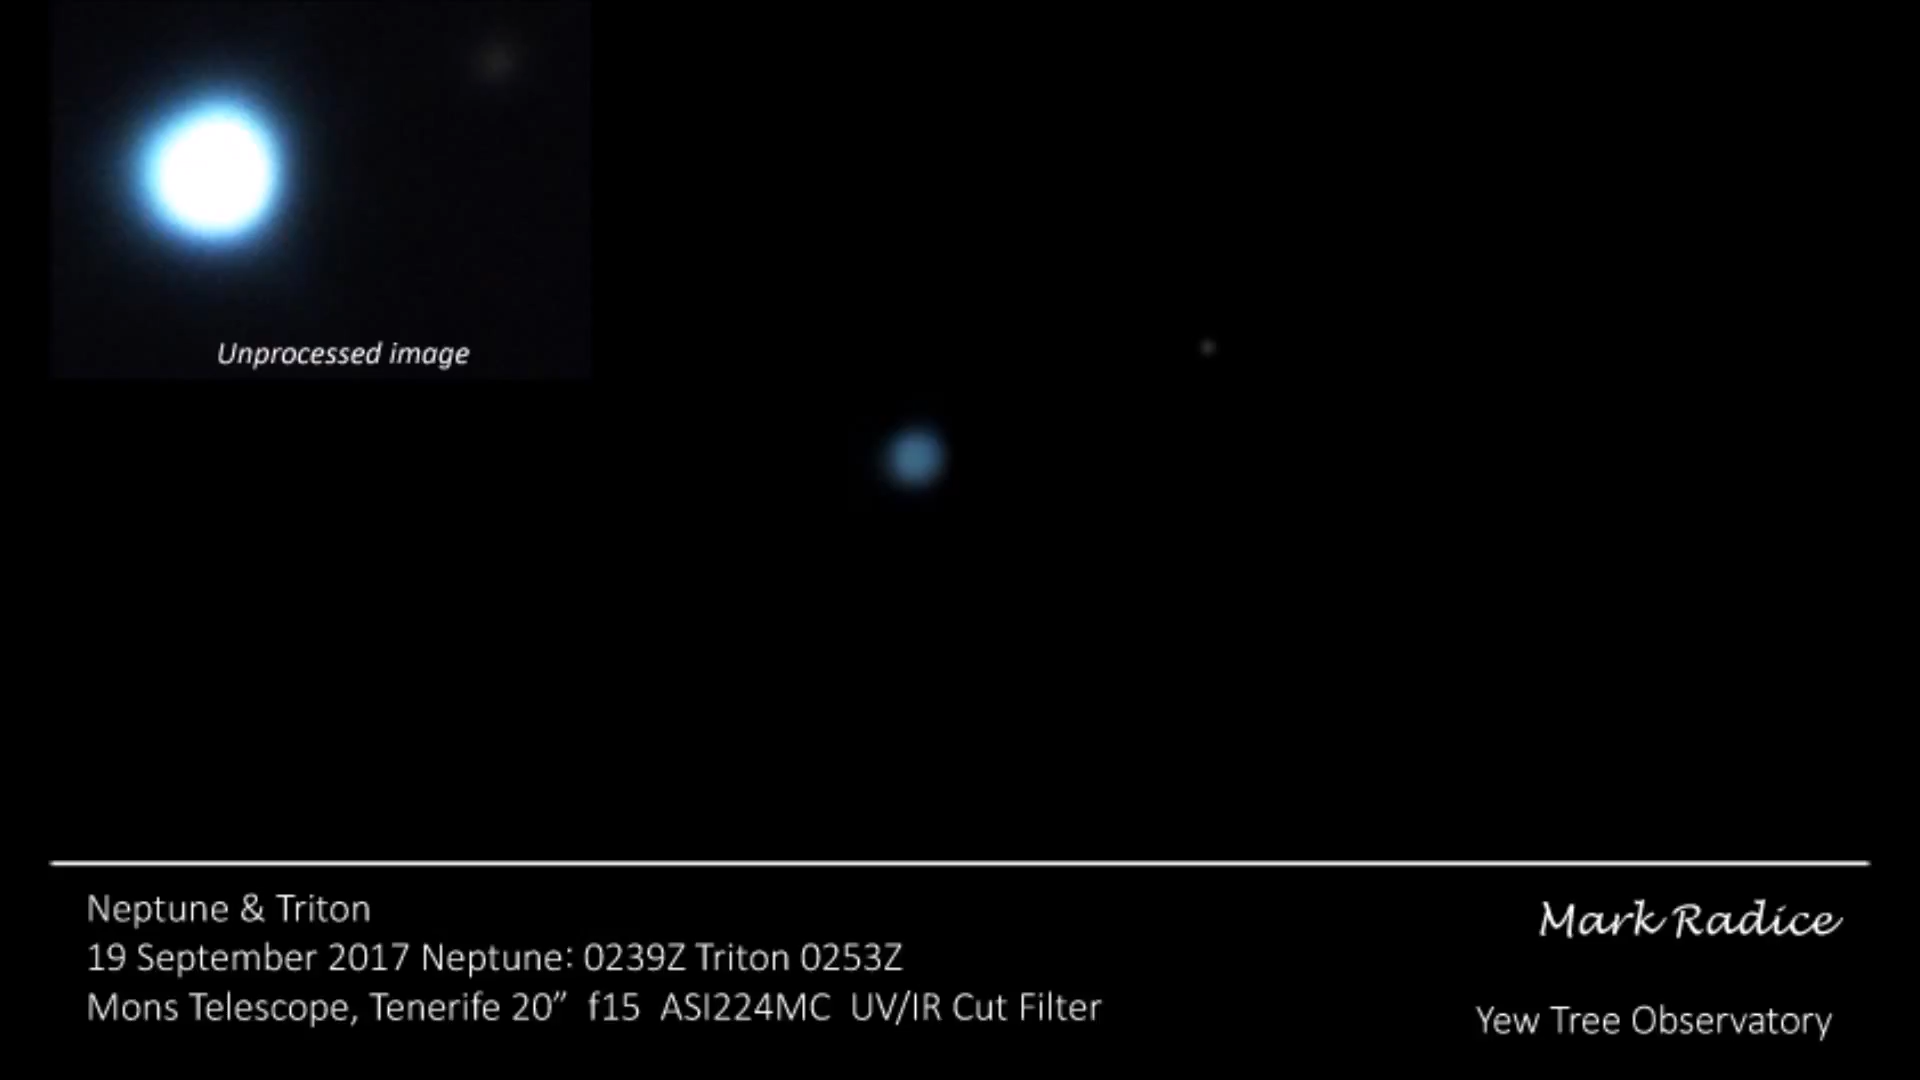 Unprocessed image
Neptune & Triton
19 September 2017 Neptune: 0239Z Triton 0253Z
Mons Telescope, Tenerife 20” f15 ASI224MC UV/IR Cut Filter
Mark Radice
Yew Tree Observatory